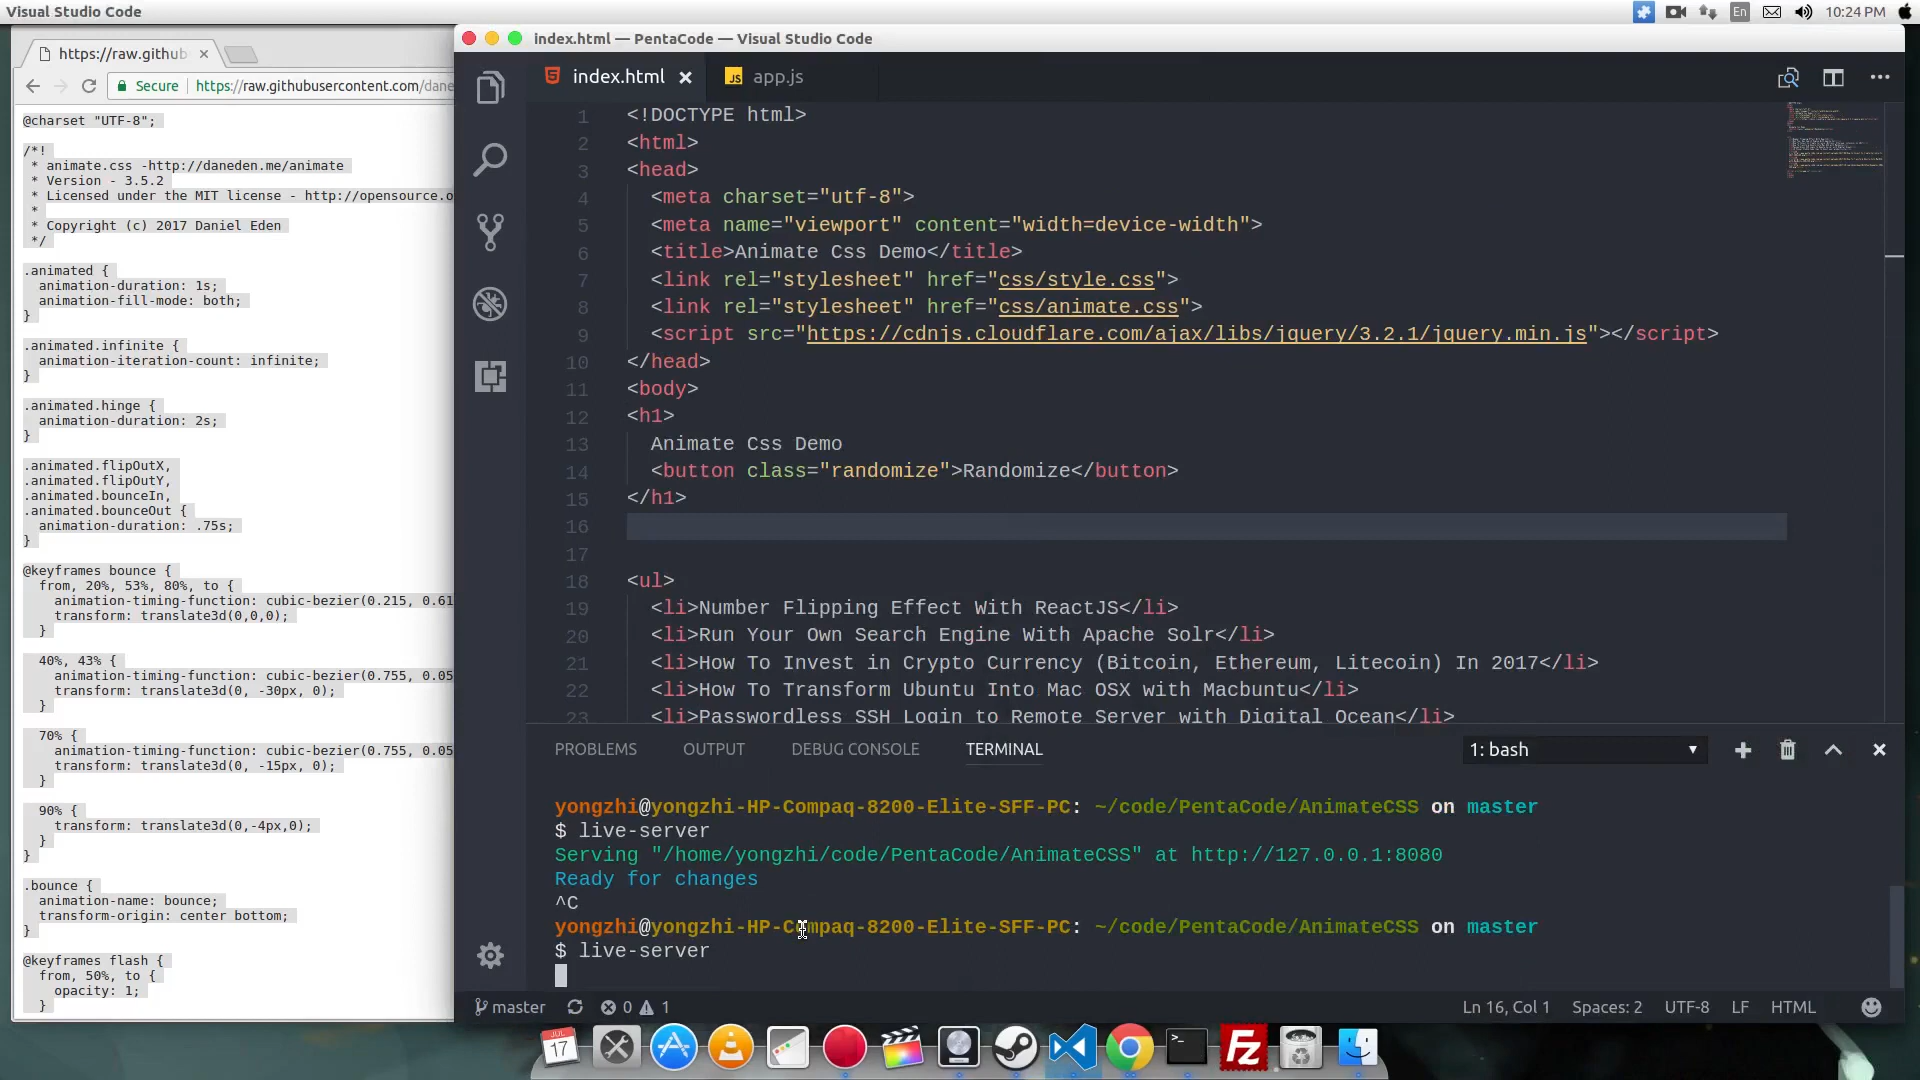 Visual Studio Code
En
10:24 PM
https://raw.github
Secure
https://raw.githubusercontent.com/dane
@charset "UTF-8";
/*!
* animate.css -http://daneden.me/animate
* Version - 3.5.2
* Licensed under the MIT license - http://opensource.o
*
* Copyright (c) 2017 Daniel Eden
*/
.animated {
animation-duration: 1s;
animation-fill-mode: both;
}
.animated.infinite {
animation-iteration-count: infinite;
}
.animated.hinge {
animation-duration: 2s;
}
.animated.flipOutX,
.animated.flipOutY,
.animated.bounceIn,
.animated.bounceOut {
animation-duration: .75s;
}
@keyframes bounce {
from, 20%, 53%, 80%, to {
animation-timing-function: cubic-bezier(0.215, 0.61
transform: translate3d(0,0,0);
}
40%, 43% {
animation-timing-function: cubic-bezier(0.755, 0.05
transform: translate3d(0, -30px, 0);
}
70% {
animation-timing-function: cubic-bezier(0.755, 0.05
transform: translate3d(0, -15px, 0);
}
90% {
transform: translate3d(0,-4px,0);
}
}
.bounce {
animation-name: bounce;
transform-origin: center bottom;
}
@keyframes flash {
from, 50%, to {
opacity: 1;
}
index.html — PentaCode — Visual Studio Code
index.html
JS app.js
1 <!DOCTYPE html>
2 <html>
3 <head>
4 <meta charset="utf-8">
5 <meta name="viewport" content="width=device-width">
6 <title>Animate Css Demo</title>
7 <link rel="stylesheet" href="css/style.css">
8 <link rel="stylesheet" href="css/animate.css">
9 <script src="https://cdnjs.cloudflare.com/ajax/libs/jquery/3.2.1/jquery.min.js"></script>
10 </head>
11 <body>
12 <h1>
13 Animate Css Demo
14 <button class="randomize">Randomize</button>
15 </h1>
16
17
18 <ul>
19 <li>Number Flipping Effect With ReactJS</li>
20 <li>Run Your Own Search Engine With Apache Solr</li>
21 <li>How To Invest in Crypto Currency (Bitcoin, Ethereum, Litecoin) In 2017</li>
22 <li>How To Transform Ubuntu Into Mac OSX with Macbuntu</li>
23 <li>Passwordless SSH Login to Remote Server with Digital Ocean</li>
PROBLEMS OUTPUT DEBUG CONSOLE TERMINAL
1: bash
yongzhi@yongzhi-HP-Compaq-8200-Elite-SFF-PC: ~/code/PentaCode/AnimateCSS on master
$ live-server
Serving "/home/yongzhi/code/PentaCode/AnimateCSS" at http://127.0.0.1:8080
Ready for changes
^C
yongzhi@yongzhi-HP-Compaq-8200-Elite-SFF-PC: ~/code/PentaCode/AnimateCSS on master
$ live-server
master 0 1
Ln 16, Col 1 Spaces: 2 UTF-8 LF HTML
JUL
17
Fz